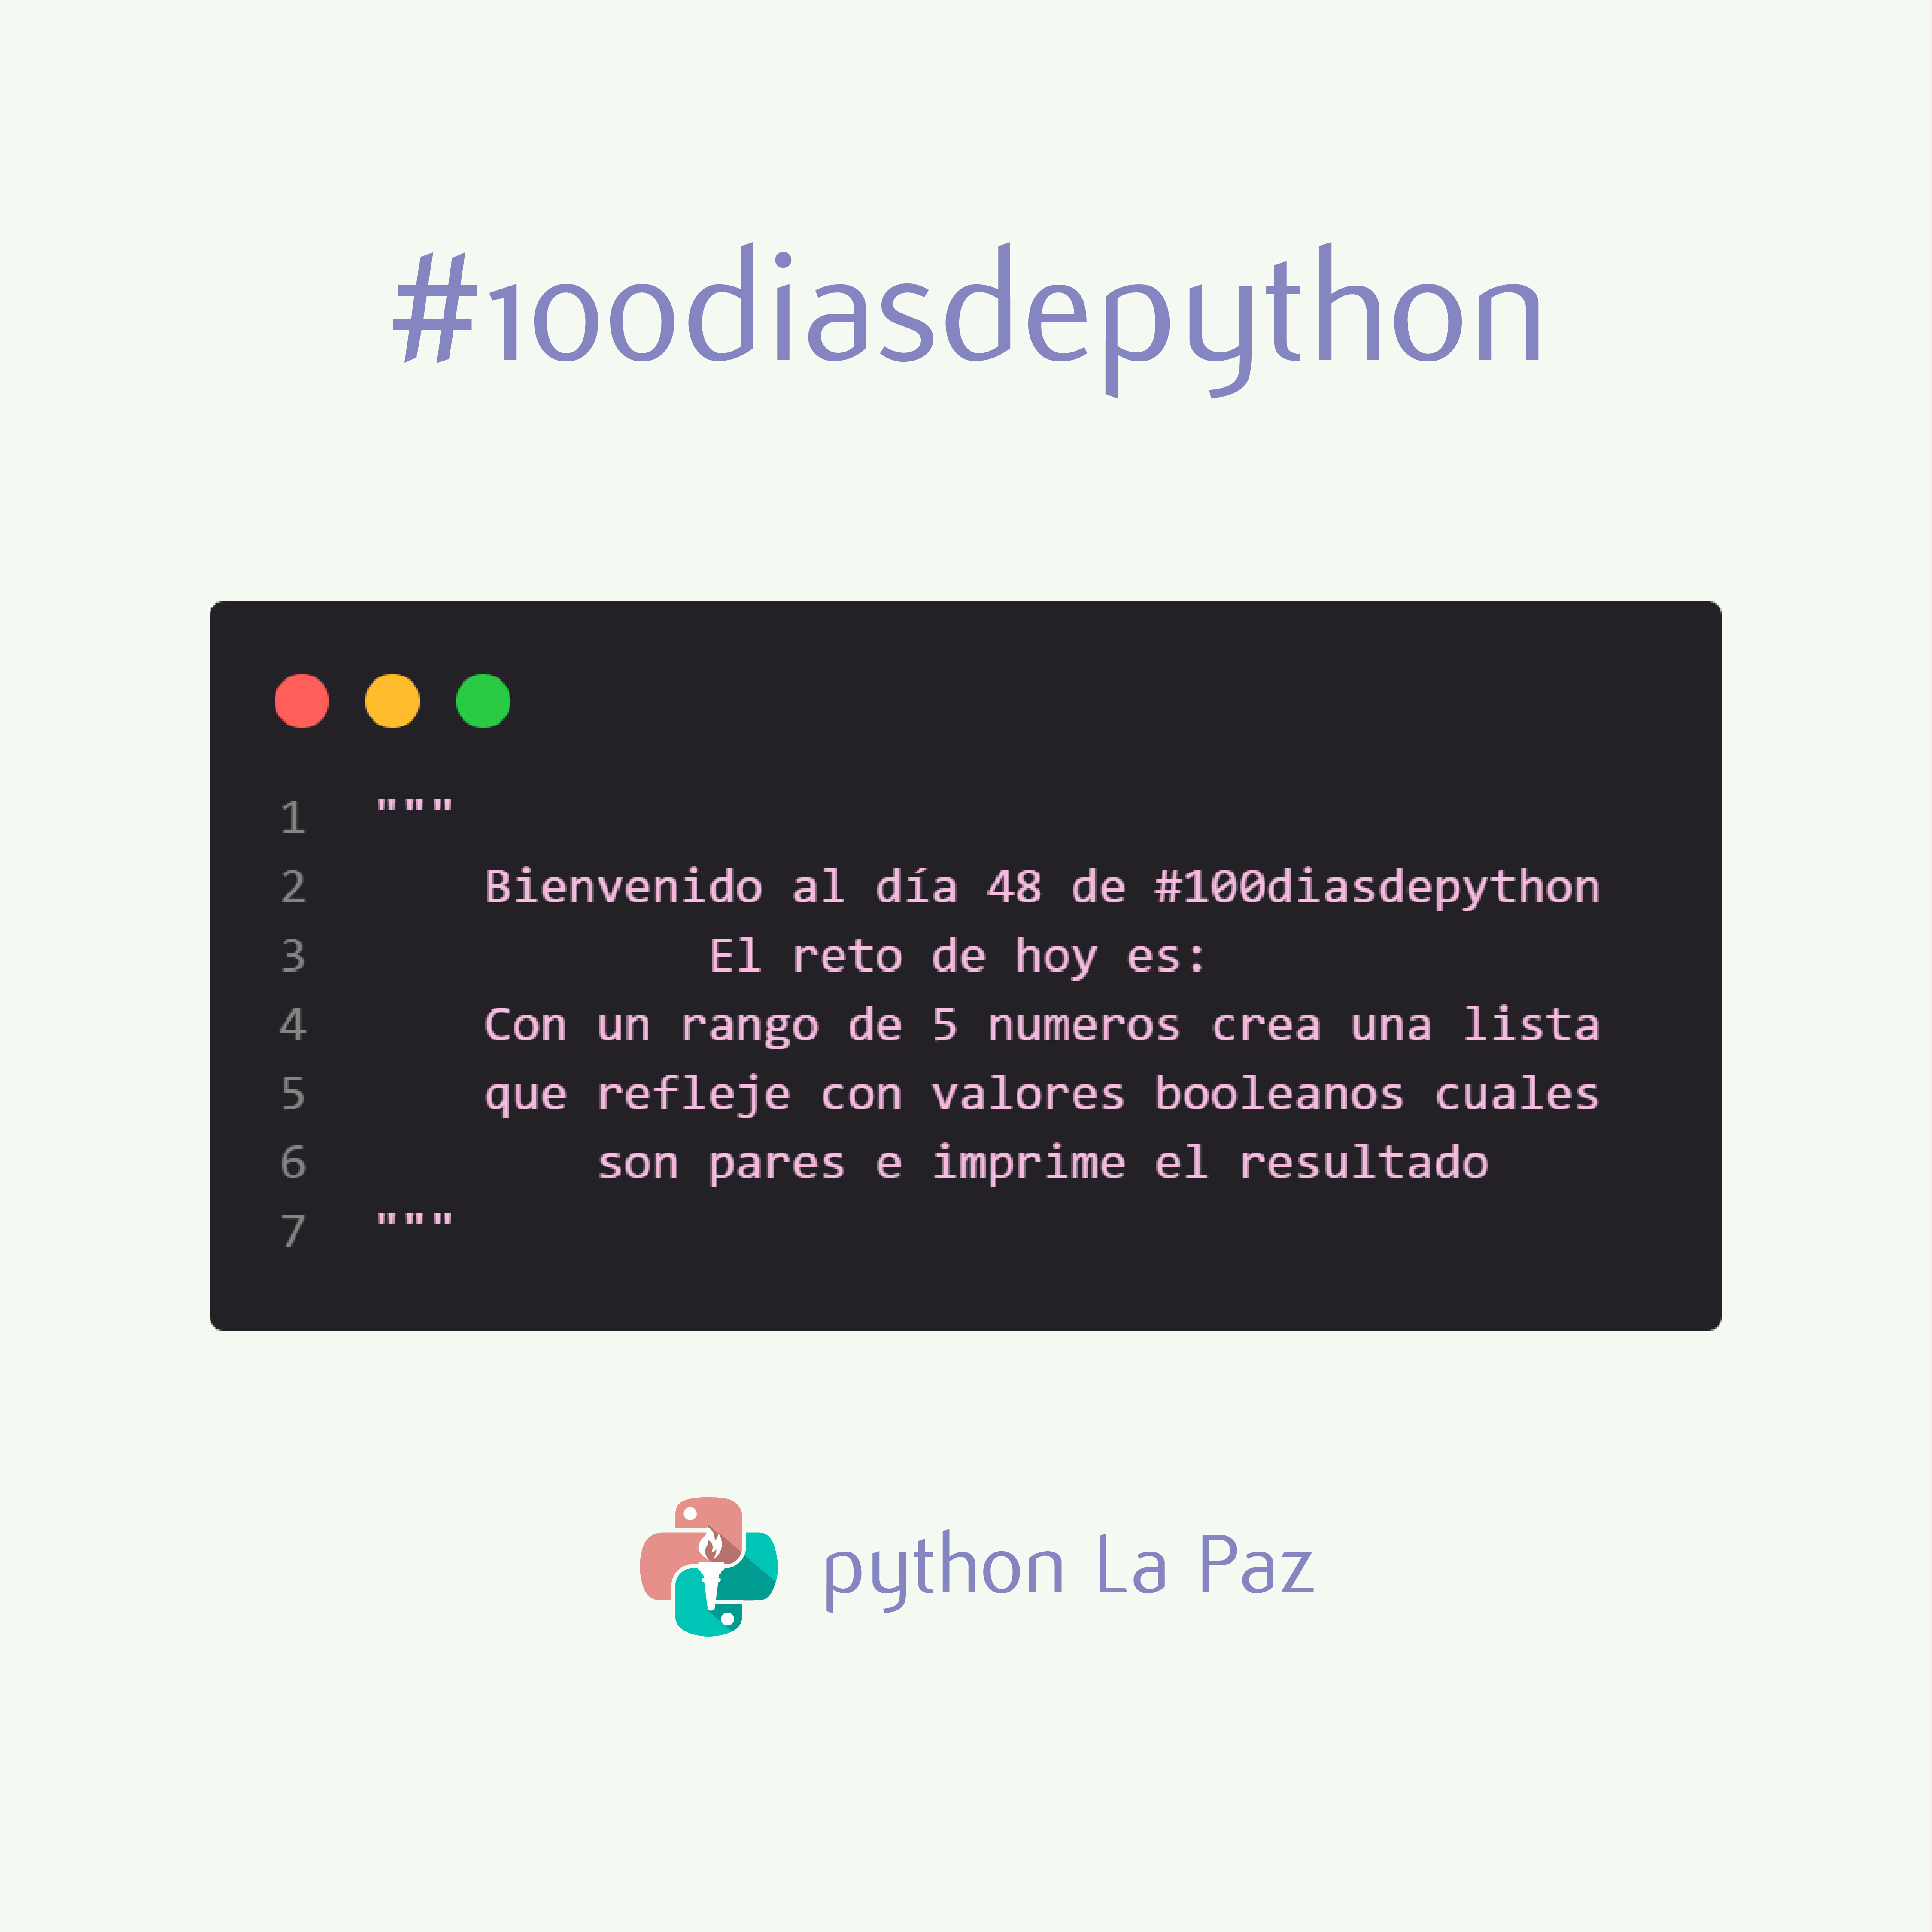 #100diasdepython
1 """
2 Bienvenido al día 48 de #100diasdepython
3 El reto de hoy es:
4 Con un rango de 5 numeros crea una lista
5 que refleje con valores booleanos cuales
6 son pares e imprime el resultado
7 """
python La Paz